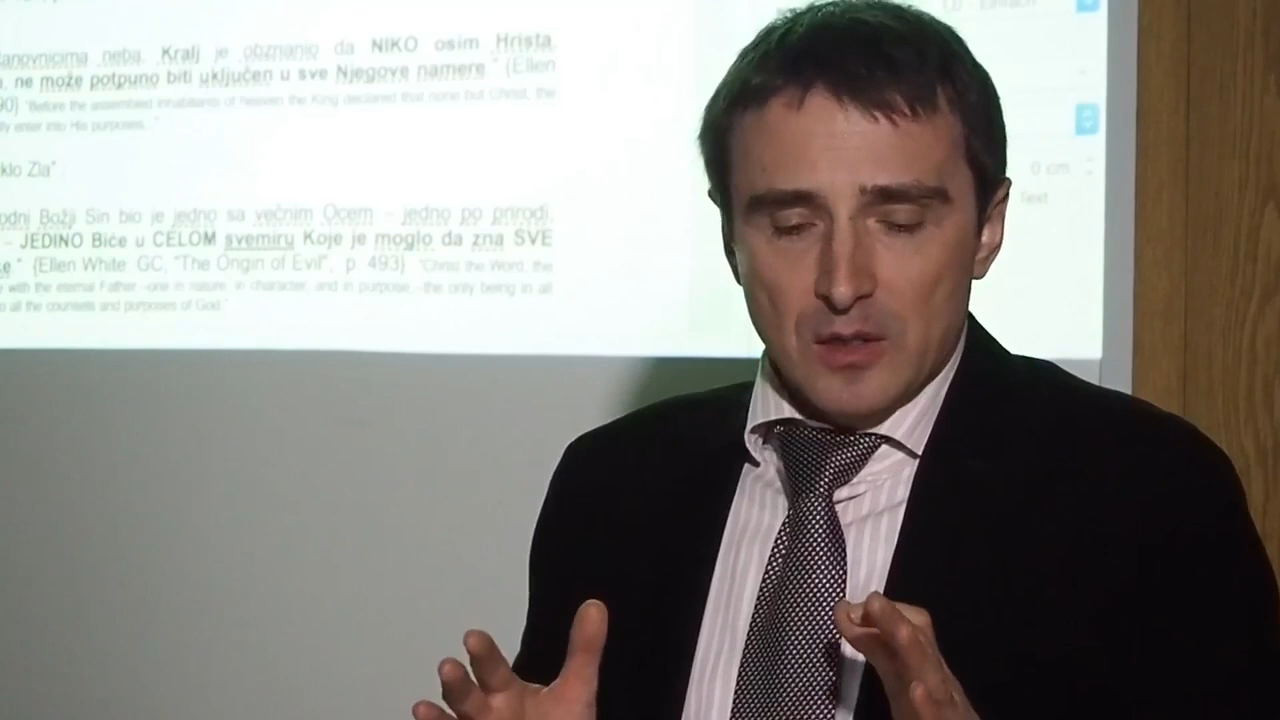 tanovnicima neba, Kralj je obznanio da NIKO osim Hrista,
. ne može potpuno biti uključen u sve Njegove namere." {Ellen
90} "Before the assembled inhabitants of heaven the King declared that none but Christ, the
ly enter into His purposes..."
klo Zla"
odni Božji Sin bio je jedno sa večnim Ocem - jedno po prirodi,
- JEDINO Biće u CELOM svemiru Koje je moglo da zna SVE
e." {Ellen White. GC, "The Origin of Evil", p. 493} "Christ the Word, the
e with the eternal Father--one in nature, in character, and in purpose,--the only being in all
o all the counsels and purposes of God."
0 cm
Text